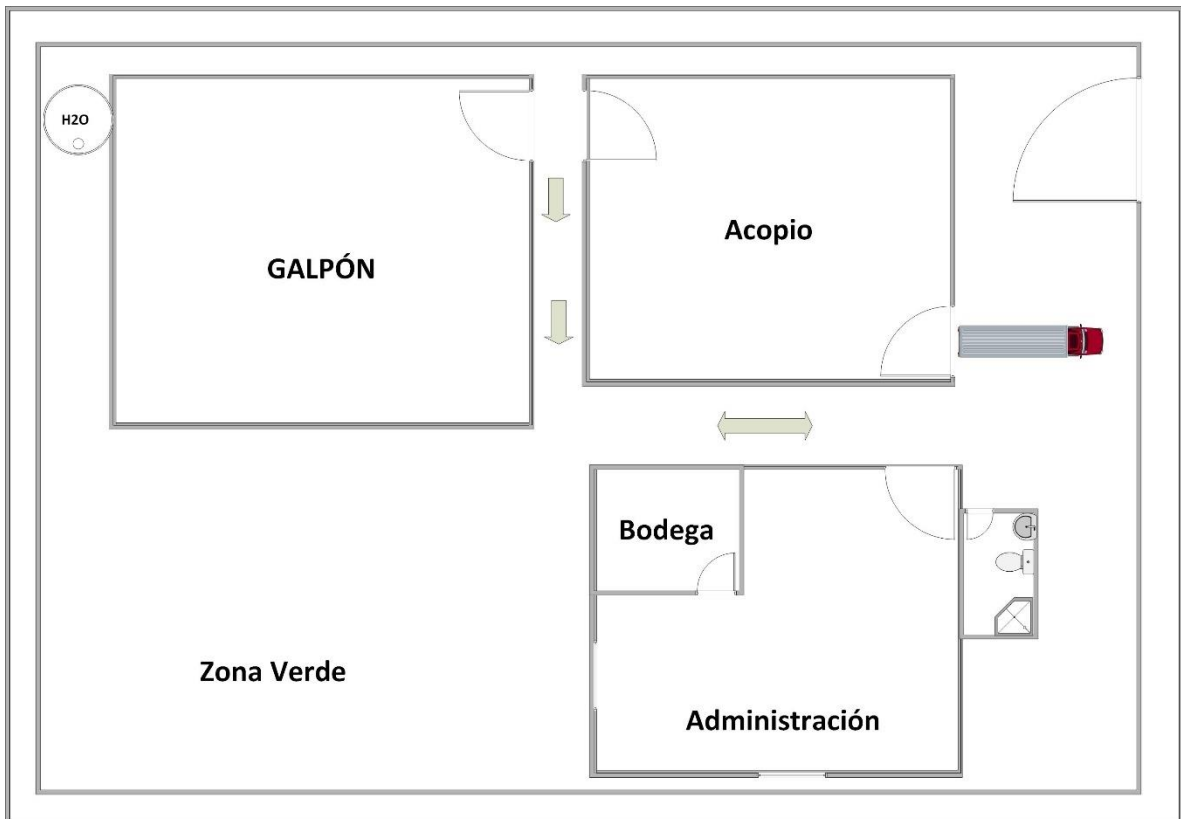 H2O
GALPÓN
Acopio
Bodega
Zona Verde
Administración